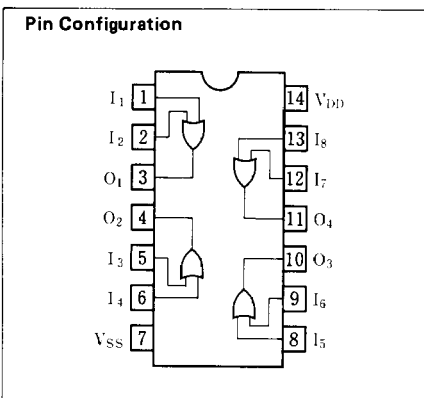 Pin Configuration
I1 1
I2 2
O1 3
O2 4
I3 5
I4 6
VSS 7
14 VDD
13 I8
12 I7
11 O4
10 O3
9 I6
8 I5